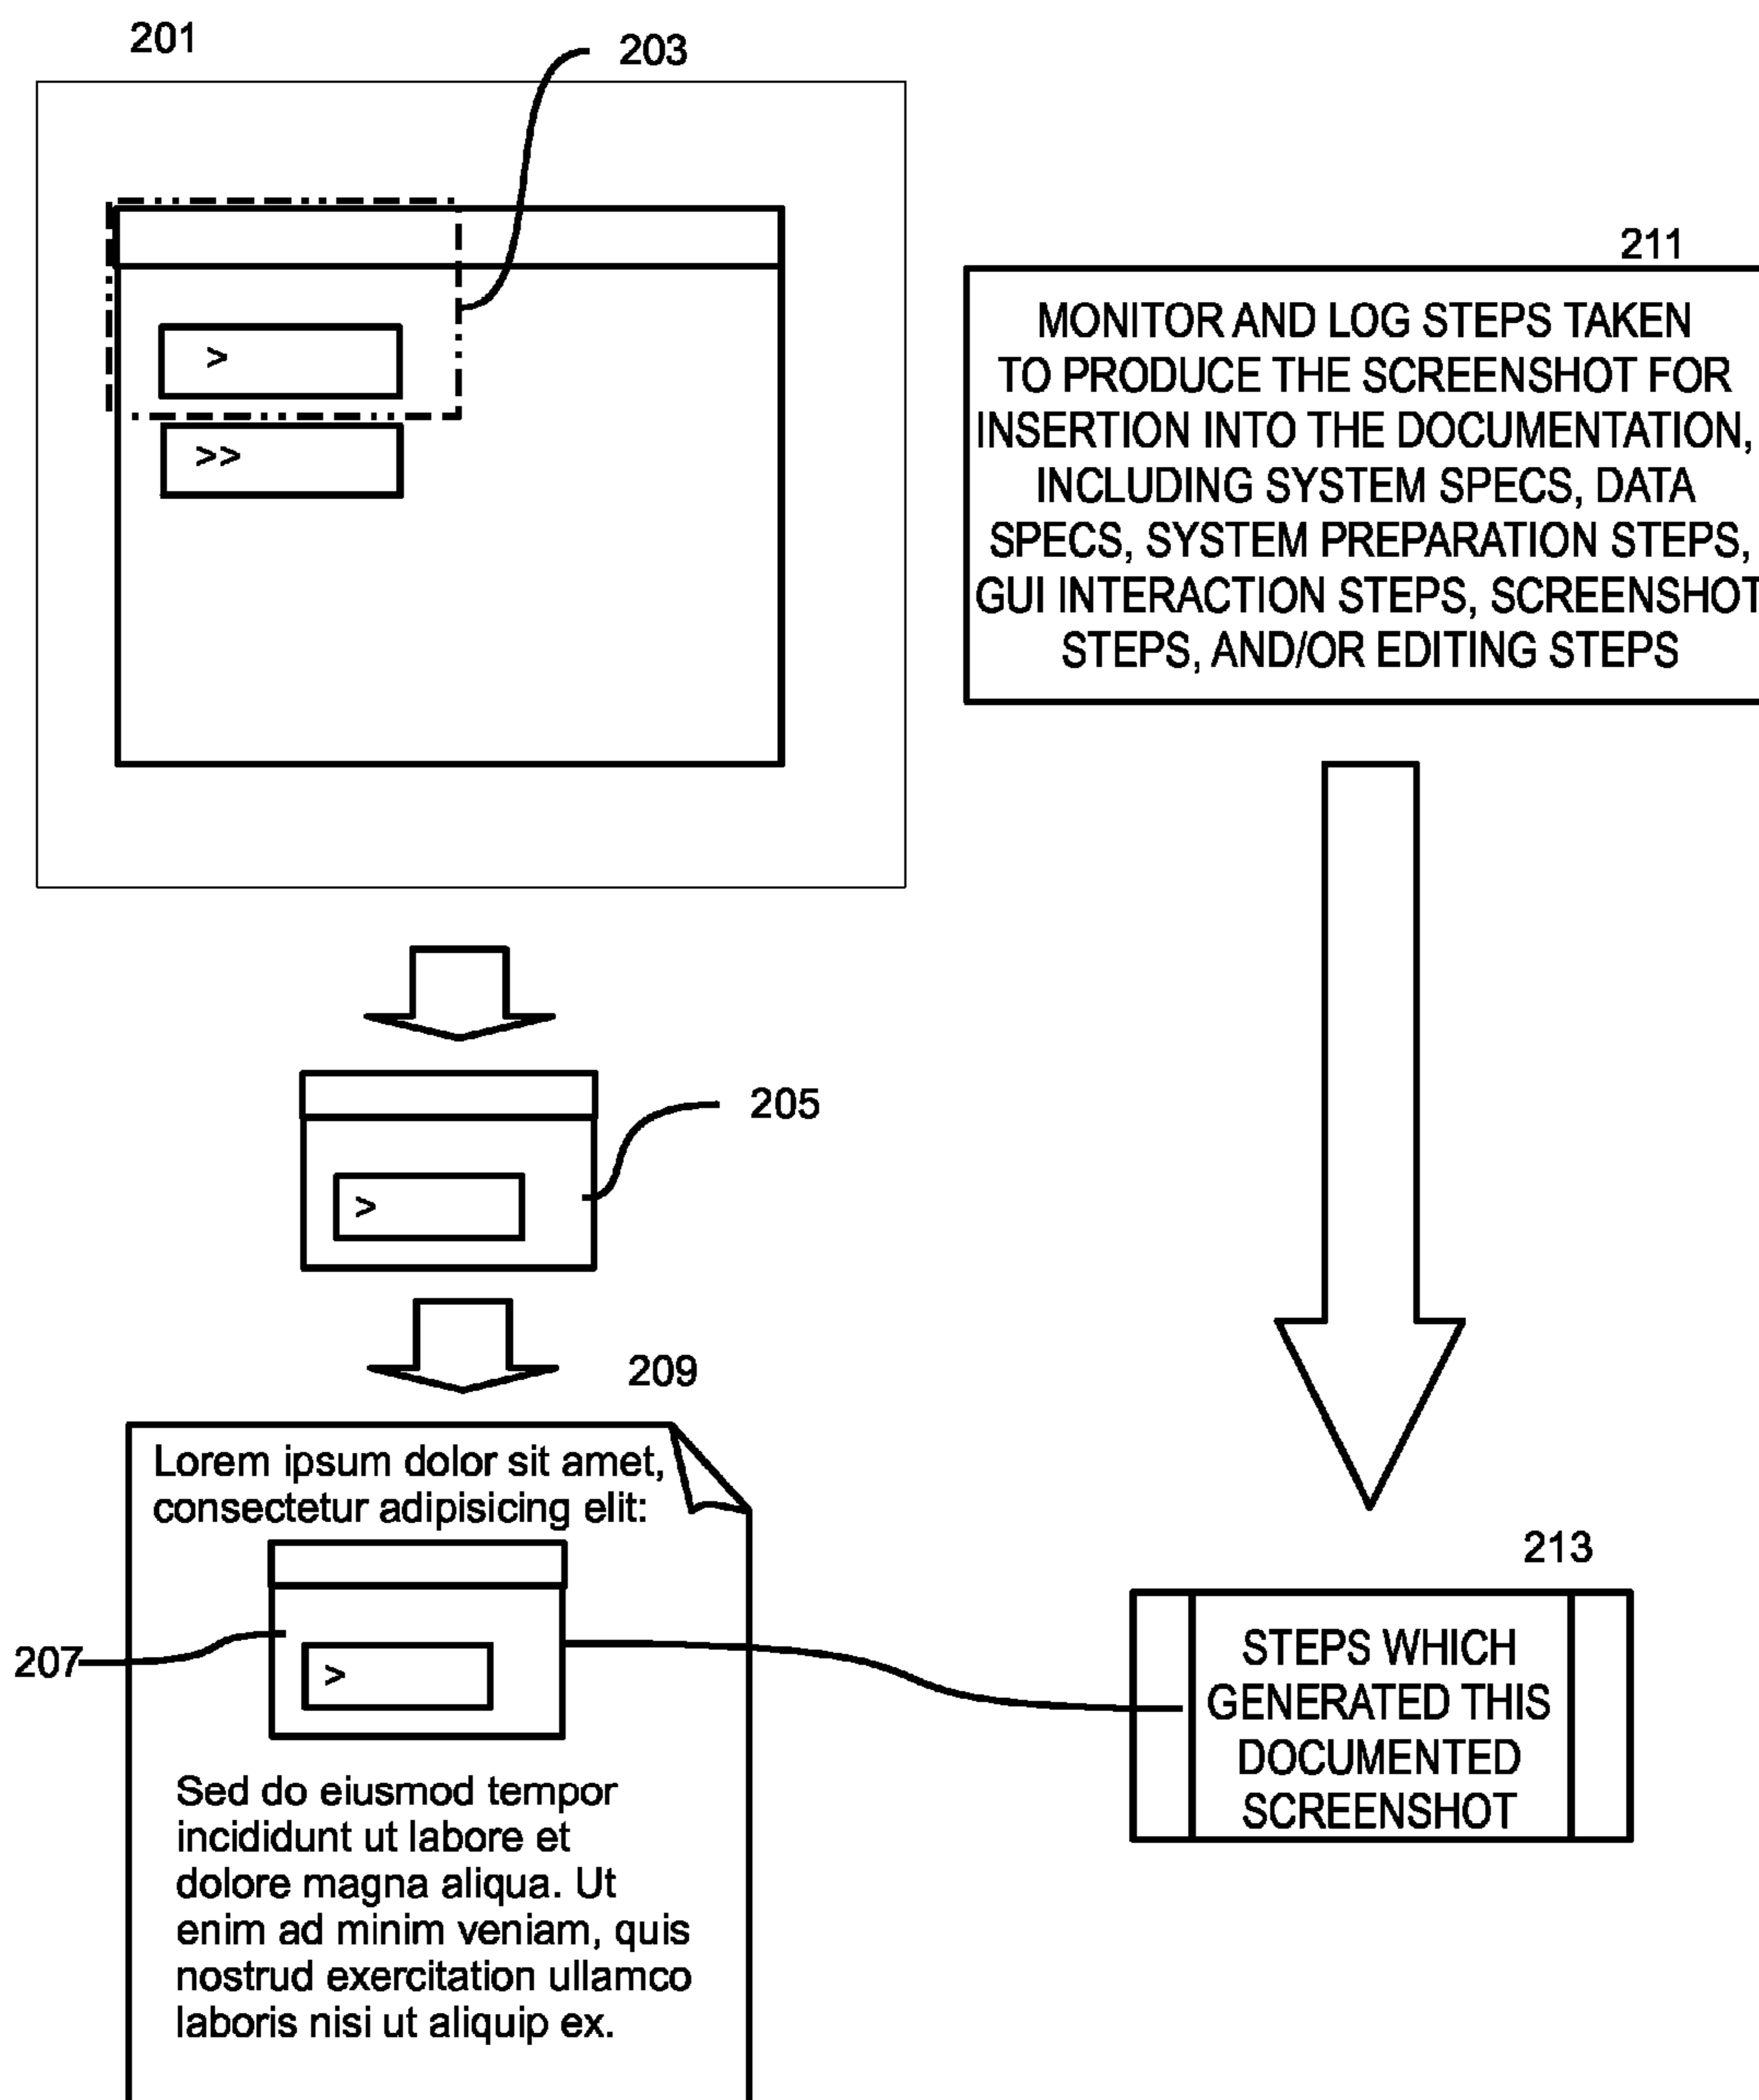 201
203
>
>>
211
MONITOR AND LOG STEPS TAKEN
TO PRODUCE THE SCREENSHOT FOR
INSERTION INTO THE DOCUMENTATION,
INCLUDING SYSTEM SPECS, DATA
SPECS, SYSTEM PREPARATION STEPS,
GUI INTERACTION STEPS, SCREENSHOT
STEPS, AND/OR EDITING STEPS
205
>
209
Lorem ipsum dolor sit amet,
consectetur adipisicing elit:
207
>
Sed do eiusmod tempor
incididunt ut labore et
dolore magna aliqua. Ut
enim ad minim veniam, quis
nostrud exercitation ullamco
laboris nisi ut aliquip ex.
213
STEPS WHICH
GENERATED THIS
DOCUMENTED
SCREENSHOT